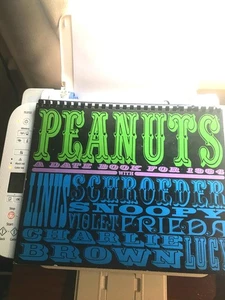 PEANUTS
A DATE BOOK FOR 1966
WITH
LINUS SCHROEDER
SNOOPY
VIOLET FRIEDA
CHARLIE
BROWN LUCY